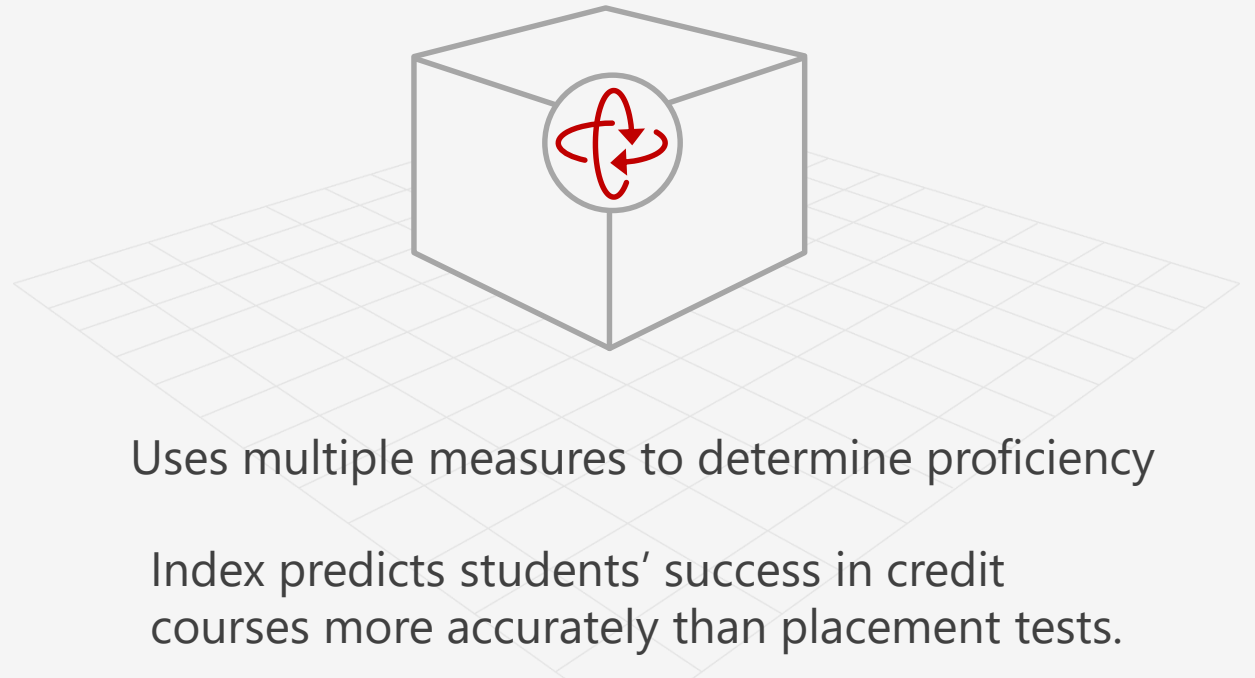 Uses multiple measures to determine proficiency
Index predicts students’ success in credit
courses more accurately than placement tests.